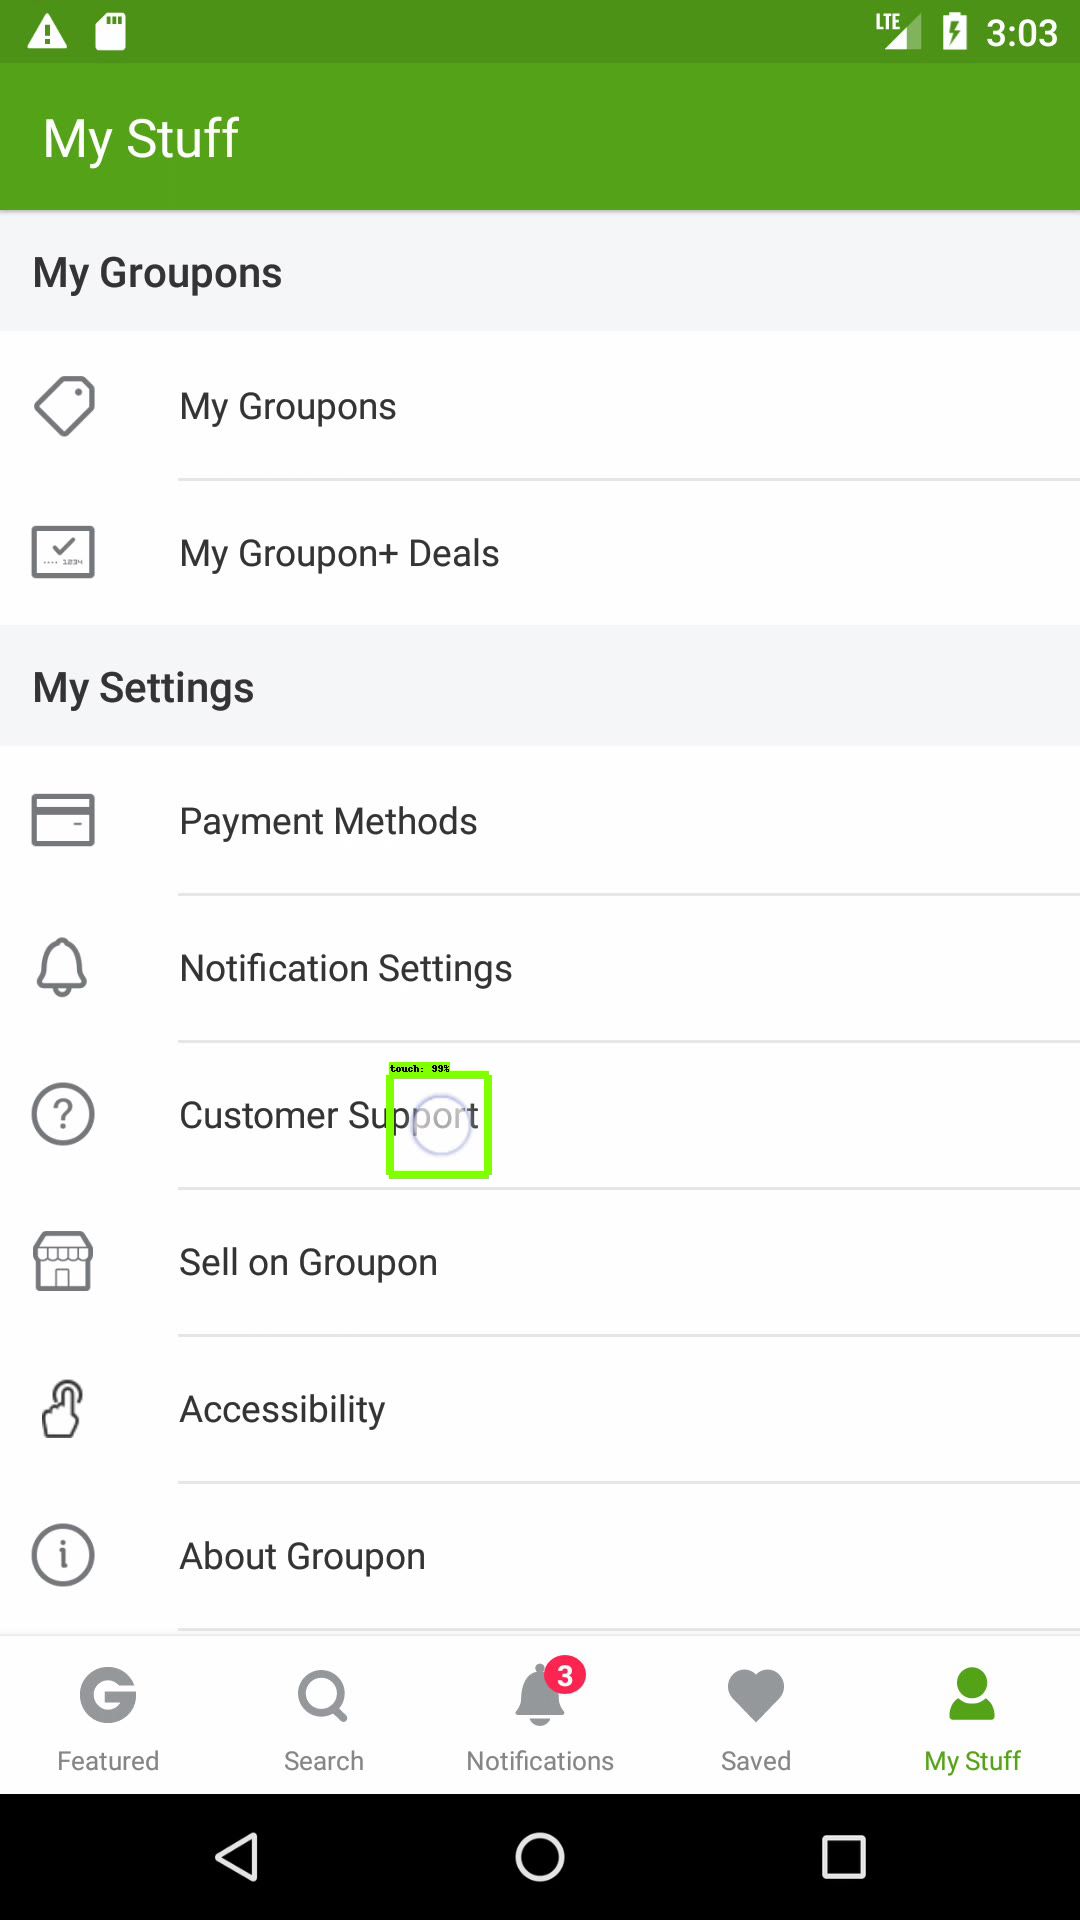 LTE 3:03
My Stuff
My Groupons
My Groupons
1234
My Groupon+ Deals
My Settings
Payment Methods
Notification Settings
touch: 99%
Customer Support
Sell on Groupon
Accessibility
About Groupon
3
Featured Search Notifications Saved My Stuff